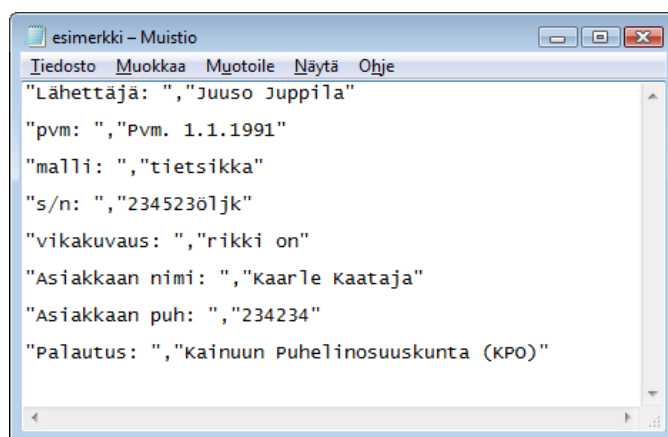 esimerkki – Muistio
Tiedosto Muokkaa Muotoile Näytä Ohje
"Lähettäjä: ","Juuso Juppila"
"pvm: ","Pvm. 1.1.1991"
"malli: ","tietsikka"
"s/n: ","234523öljk"
"vikakuvaus: ","rikki on"
"Asiakkaan nimi: ","Kaarle Kaataja"
"Asiakkaan puh: ","234234"
"Palautus: ","Kainuun Puhelinosuuskunta (KPO)"